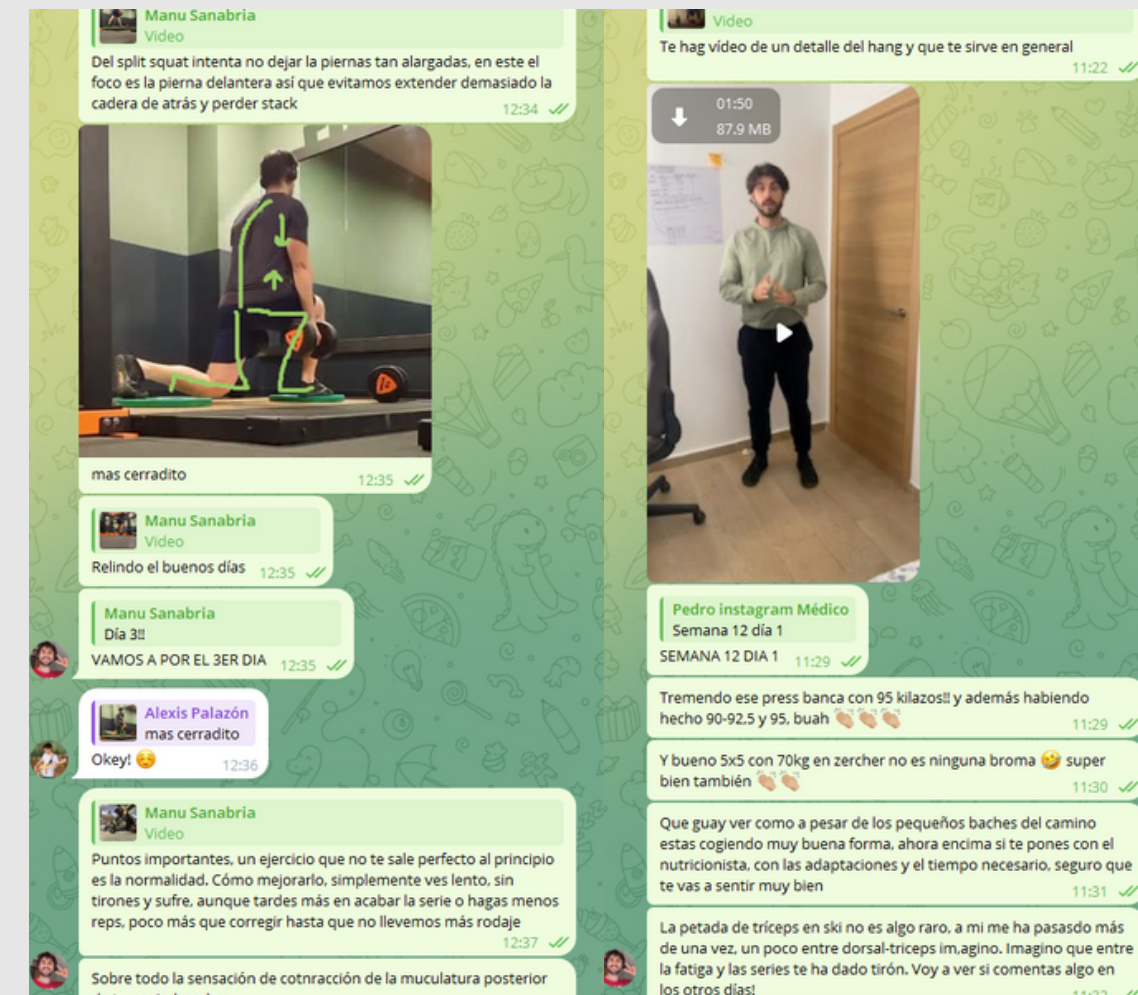 Manu Sanabria
Video
Del split squat intenta no dejar la piernas tan alargadas, en este el
foco es la pierna delantera así que evitamos extender demasiado la
cadera de atrás y perder stack
12:34
mas cerradito
12:35
Manu Sanabria
Video
Relindo el buenos días
12:35
Manu Sanabria
Día 3!!
VAMOS A POR EL 3ER DIA
12:35
Alexis Palazón
mas cerradito
Okey! ☺️
12:36
Manu Sanabria
Video
Puntos importantes, un ejercicio que no te sale perfecto al principio
es la normalidad. Cómo mejorarlo, simplemente ves lento, sin
tirones y sufre, aunque tardes más en acabar la serie o hagas menos
reps, poco más que corregir hasta que no llevemos más rodaje
12:37
Sobre todo la sensación de cotnracción de la muculatura posterior
Video
Te hag vídeo de un detalle del hang y que te sirve en general
11:22
01:50
87.9 MB
Pedro instagram Médico
Semana 12 día 1
SEMANA 12 DIA 1
11:29
Tremendo ese press banca con 95 kilazos!! y además habiendo
hecho 90-92,5 y 95, buah 👏🏼👏🏼👏🏼
11:29
Y bueno 5x5 con 70kg en zercher no es ninguna broma 🤣 super
bien también 👏🏼👏🏼
11:30
Que guay ver como a pesar de los pequeños baches del camino
estas cogiendo muy buena forma, ahora encima si te pones con el
nutricionista, con las adaptaciones y el tiempo necesario, seguro que
te vas a sentir muy bien
11:31
La petada de tríceps en ski no es algo raro, a mi me ha pasasdo más
de una vez, un poco entre dorsal-triceps im,agino. Imagino que entre
la fatiga y las series te ha dado tirón. Voy a ver si comentas algo en
los otros días!